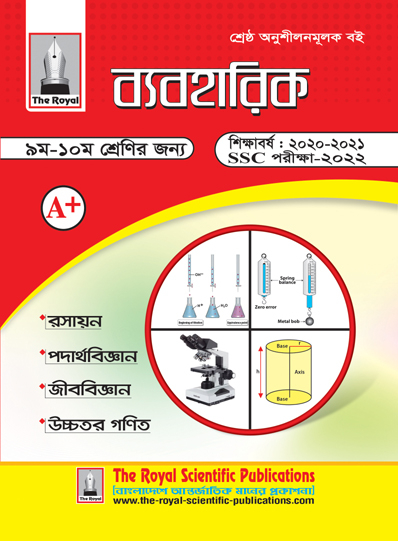 শ্রেষ্ঠ অনুশীলনমূলক বই
The Royal
ব্যবহারিক
৯ম-১০ম শ্রেণির জন্য
শিক্ষাবর্ষ : ২০২০-২০২১
SSC পরীক্ষা-২০২২
A+
Spring balance
Zero error
Metal bob
রসায়ন
পদার্থবিজ্ঞান
জীববিজ্ঞান
উচ্চতর গণিত
Base
r
h
Axis
Base
The Royal
The Royal Scientific Publications
[বাংলাদেশে আন্তর্জাতিক মানের প্রকাশনা]
www.the-royal-scientific-publications.com